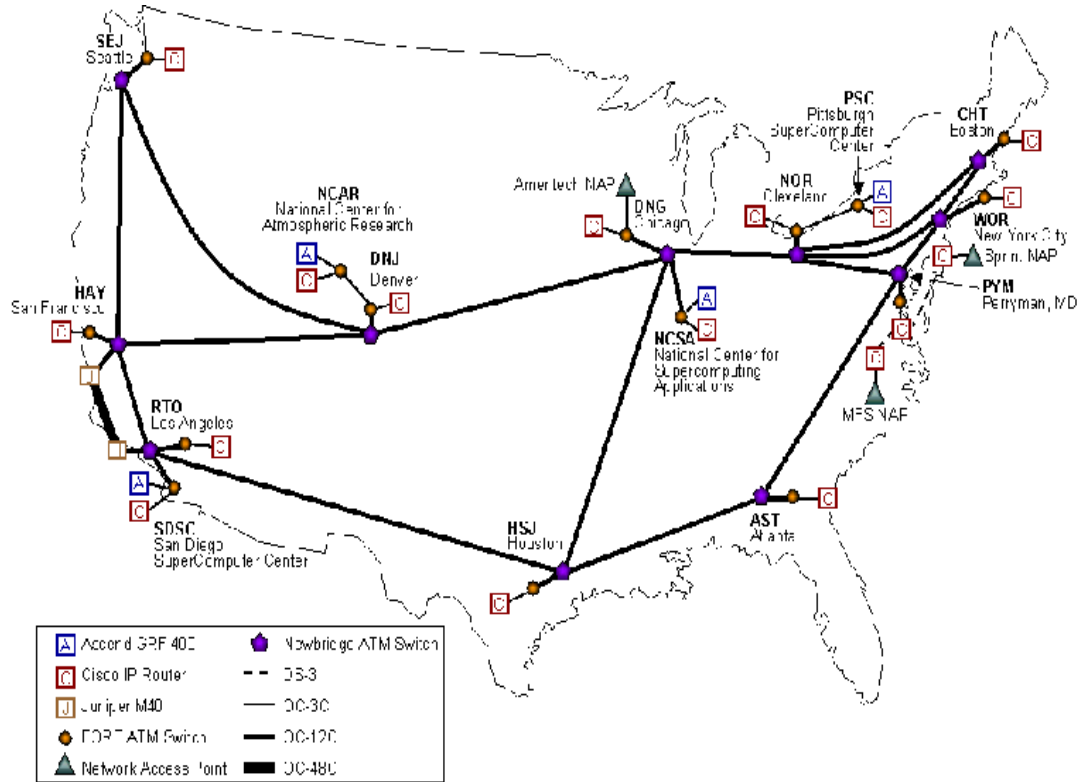 SEJ
Seattle
C
PSC
Pittsburgh
SuperComputer
Center
CHT
Boston
C
NCAR
National Center for
Atmospheric Research
Ameritech NAP
DNG
Chicago
NOR
Cleveland
A
C
C
C
C
WOR
New York City
A
C
DNJ
Denver
C
C
Sprint NAP
PYM
Perryman, MD
HAY
San Francisco
C
A
C
C
NCSA
National Center for
Supercomputing
Applications
C
J
MFS NAP
RTO
Los Angeles
C
J
A
C
SDSC
San Diego
SuperComputer Center
HSJ
Houston
C
AST
Atlanta
C
A Ascend GRF 400
C Cisco IP Router
J Juniper M40
FORE ATM Switch
Network Access Point
Newbridge ATM Switch
DS-3
OC-3C
OC-12C
OC-48C